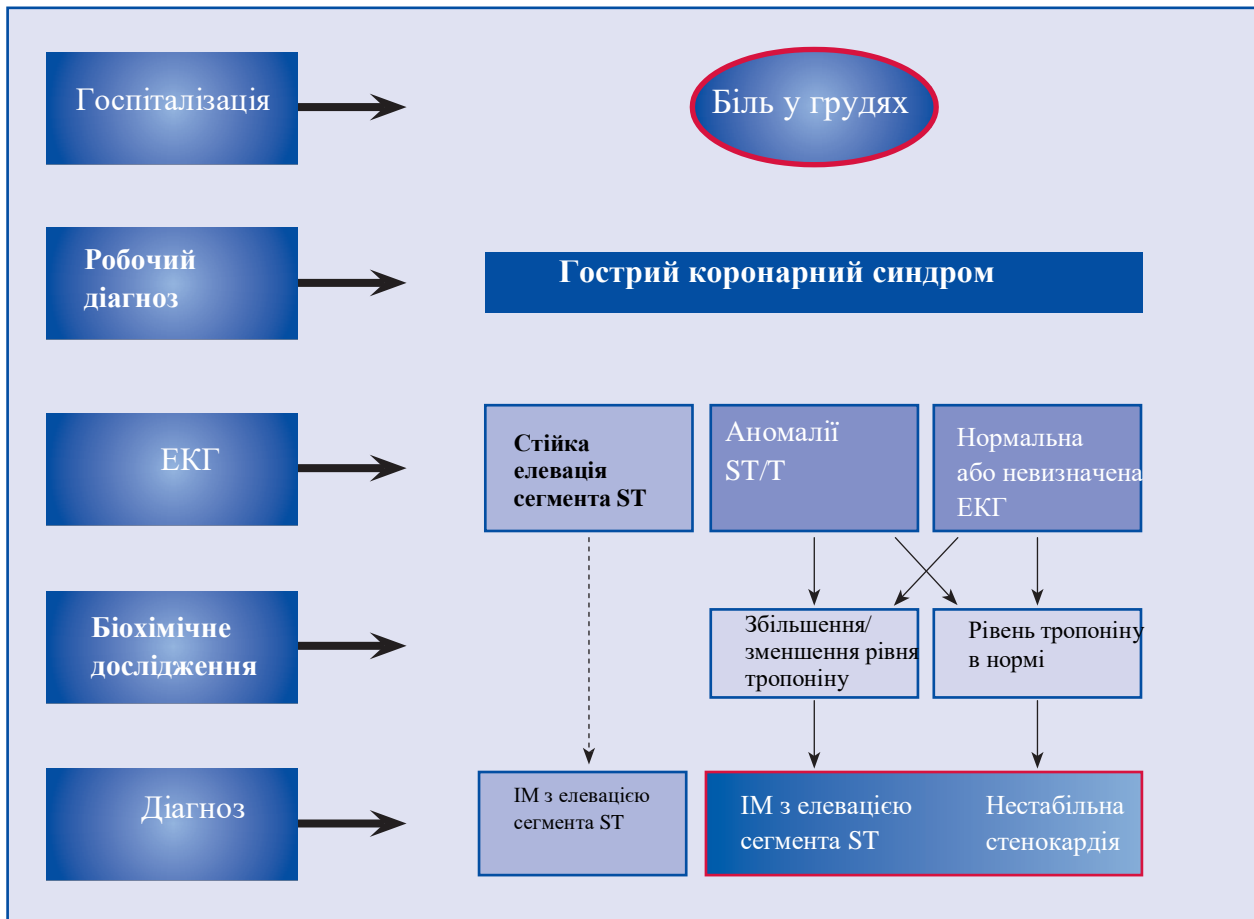 Госпіталізація
Біль у грудях
Робочий
діагноз
Гострий коронарний синдром
ЕКГ
Стійка
елевація
сегмента ST
Аномалії
ST/T
Нормальна
або невизначена
ЕКГ
Біохімічне
дослідження
Збільшення/
зменшення рівня
тропоніну
Рівень тропоніну
в нормі
Діагноз
ІМ з елевацією
сегмента ST
ІМ з елевацією
сегмента ST
Нестабільна
стенокардія